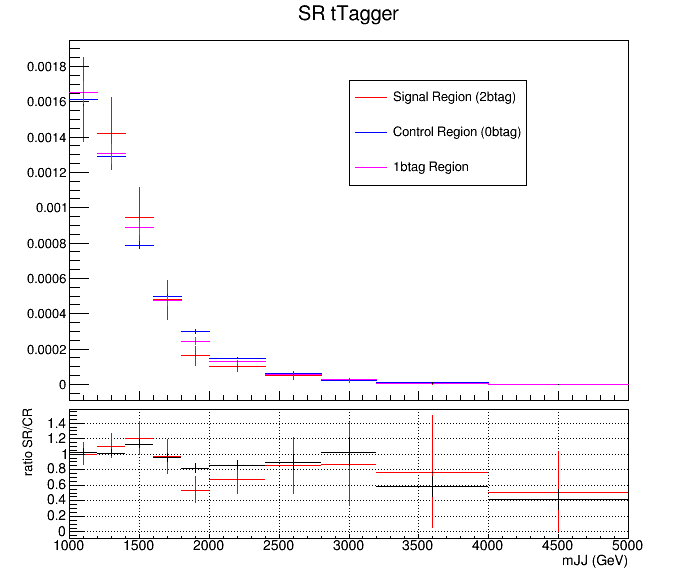 SR tTagger
0.0018
0.0016
0.0014
0.0012
0.001
0.0008
0.0006
0.0004
0.0002
0
Signal Region (2btag)
Control Region (0btag)
1btag Region
ratio SR/CR
1.4
1.2
1
0.8
0.6
0.4
0.2
0
1000 1500 2000 2500 3000 3500 4000 4500 5000
mJJ (GeV)